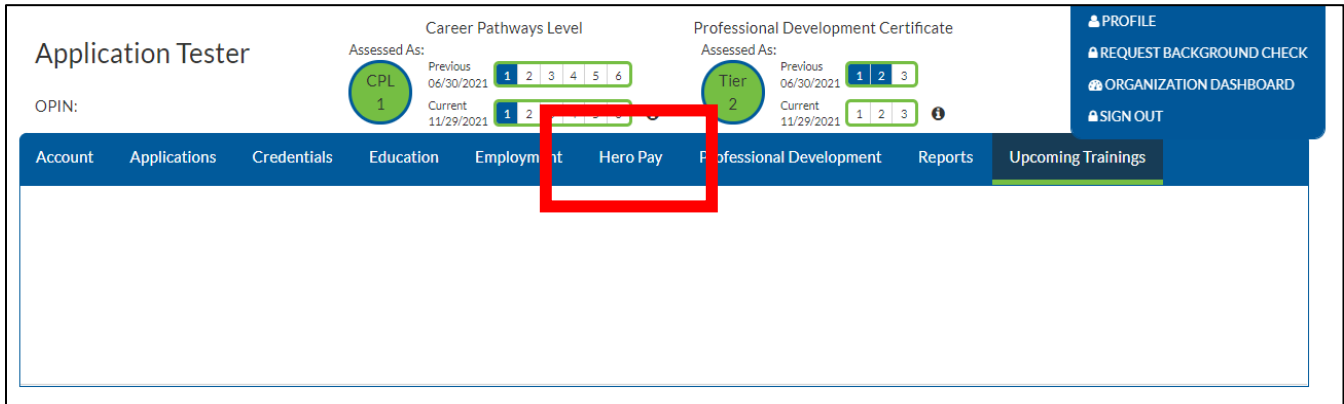 Application Tester
OPIN:
Career Pathways Level
Assessed As:
CPL
1
Previous
06/30/2021
1 2 3 4 5 6
Current
11/29/2021
1 2
Professional Development Certificate
Assessed As:
Tier
2
Previous
06/30/2021
1 2 3
Current
11/29/2021
1 2 3
PROFILE
REQUEST BACKGROUND CHECK
ORGANIZATION DASHBOARD
SIGN OUT
Account Applications Credentials Education Employment Hero Pay Professional Development Reports Upcoming Trainings